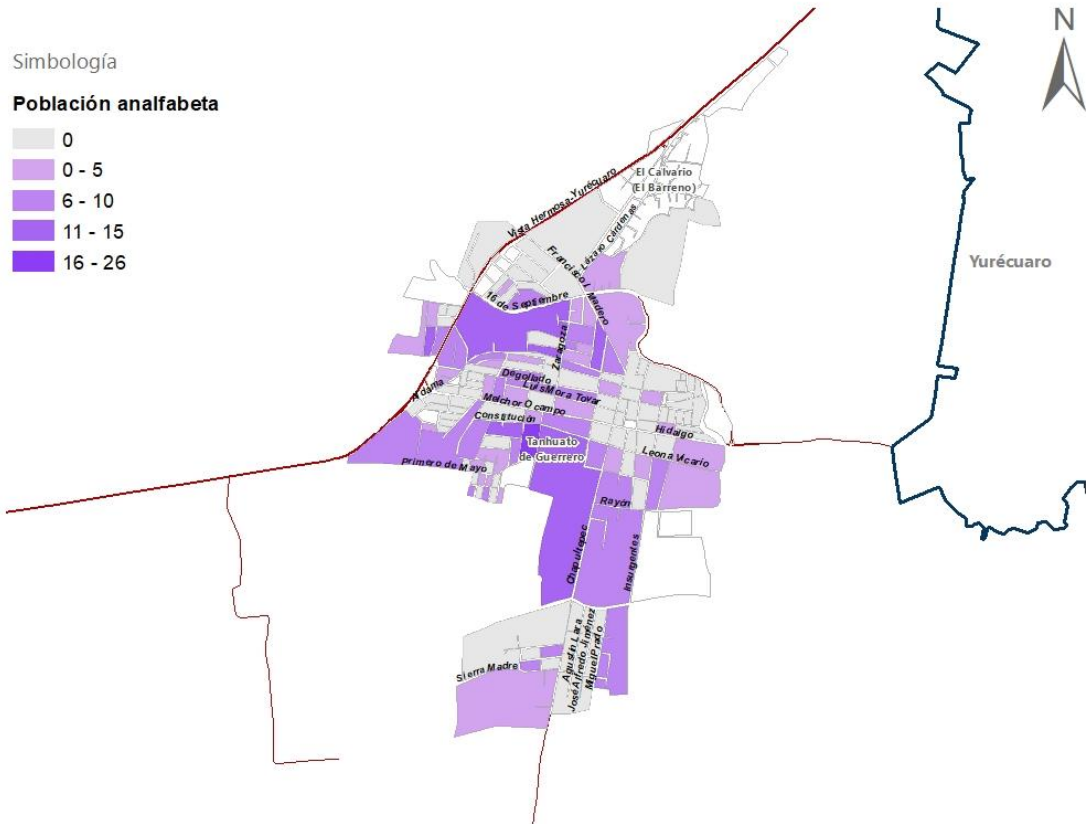 N
Simbología
Población analfabeta
0
0 - 5
6 - 10
11 - 15
16 - 26
El Calvario
(El Barreno)
Vista Hermosa-Yurécuaro
Lázaro Cárdenas
Francisco I. Madero
Yurécuaro
16 de Septiembre
Zaragoza
Degollado
Luis Mora Tovar
Aldama
Melchor Ocampo
Constitución
Hidalgo
Tanhuato
de Guerrero
Leona Vicario
Primero de Mayo
Rayón
Chapultepec
Insurgentes
Agustín Lara
José Alfredo Jiménez
Miguel Prado
Sierra Madre